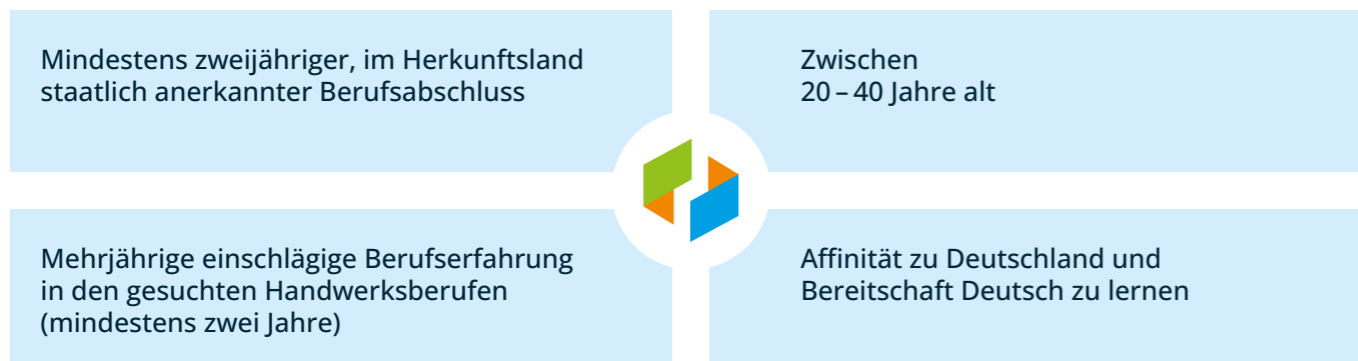 Mindestens zweijähriger, im Herkunftsland
staatlich anerkannter Berufsabschluss
Zwischen
20 – 40 Jahre alt
Mehrjährige einschlägige Berufserfahrung
in den gesuchten Handwerksberufen
(mindestens zwei Jahre)
Affinität zu Deutschland und
Bereitschaft Deutsch zu lernen